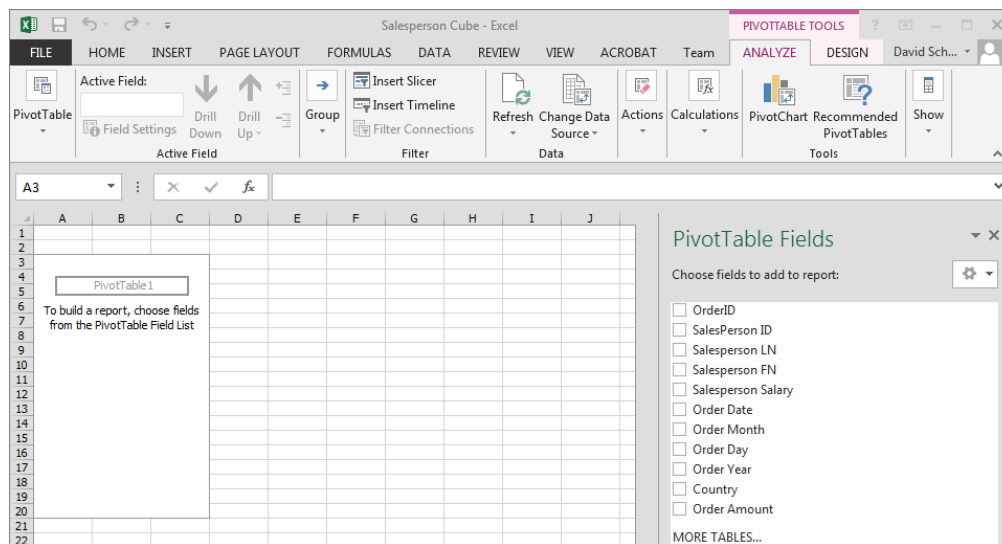 Salesperson Cube - Excel
PIVOTTABLE TOOLS
?
FILE HOME INSERT PAGE LAYOUT FORMULAS DATA REVIEW VIEW ACROBAT Team ANALYZE DESIGN David Sch...
PivotTable
Active Field:
Field Settings
Drill Down
Drill Up
Active Field
Group
Insert Slicer
Insert Timeline
Filter Connections
Filter
Refresh
Change Data Source
Data
Actions
Calculations
PivotChart
Recommended PivotTables
Tools
Show
A3
fx
A B C D E F G H I J
1
2
3
4
5
6
7
8
9
10
11
12
13
14
15
16
17
18
19
20
21
22
PivotTable1
To build a report, choose fields
from the PivotTable Field List
PivotTable Fields
Choose fields to add to report:
OrderID
SalesPerson ID
Salesperson LN
Salesperson FN
Salesperson Salary
Order Date
Order Month
Order Day
Order Year
Country
Order Amount
MORE TABLES...